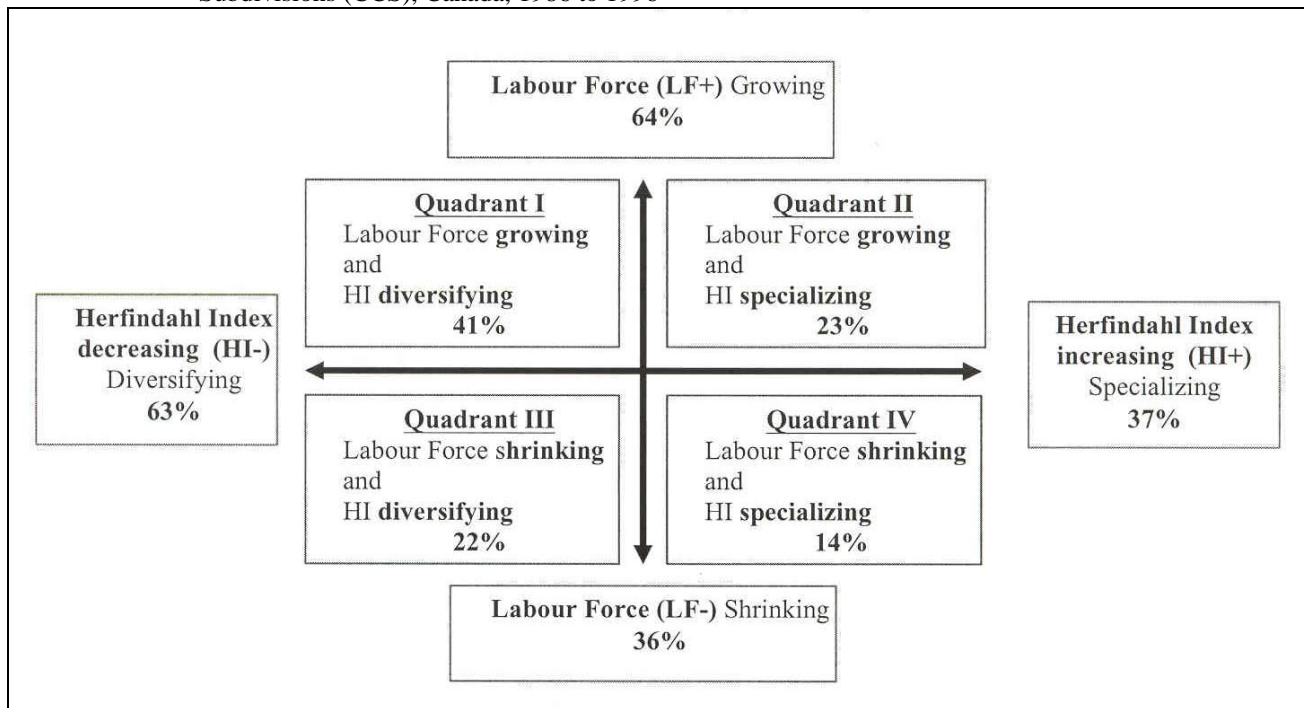 Subdivisions (CCS), Canada, 1986 to 1996
Labour Force (LF+) Growing
64%
Quadrant I
Labour Force growing
and
HI diversifying
41%
Quadrant II
Labour Force growing
and
HI specializing
23%
Herfindahl Index
decreasing (HI-)
Diversifying
63%
Herfindahl Index
increasing (HI+)
Specializing
37%
Quadrant III
Labour Force shrinking
and
HI diversifying
22%
Quadrant IV
Labour Force shrinking
and
HI specializing
14%
Labour Force (LF-) Shrinking
36%